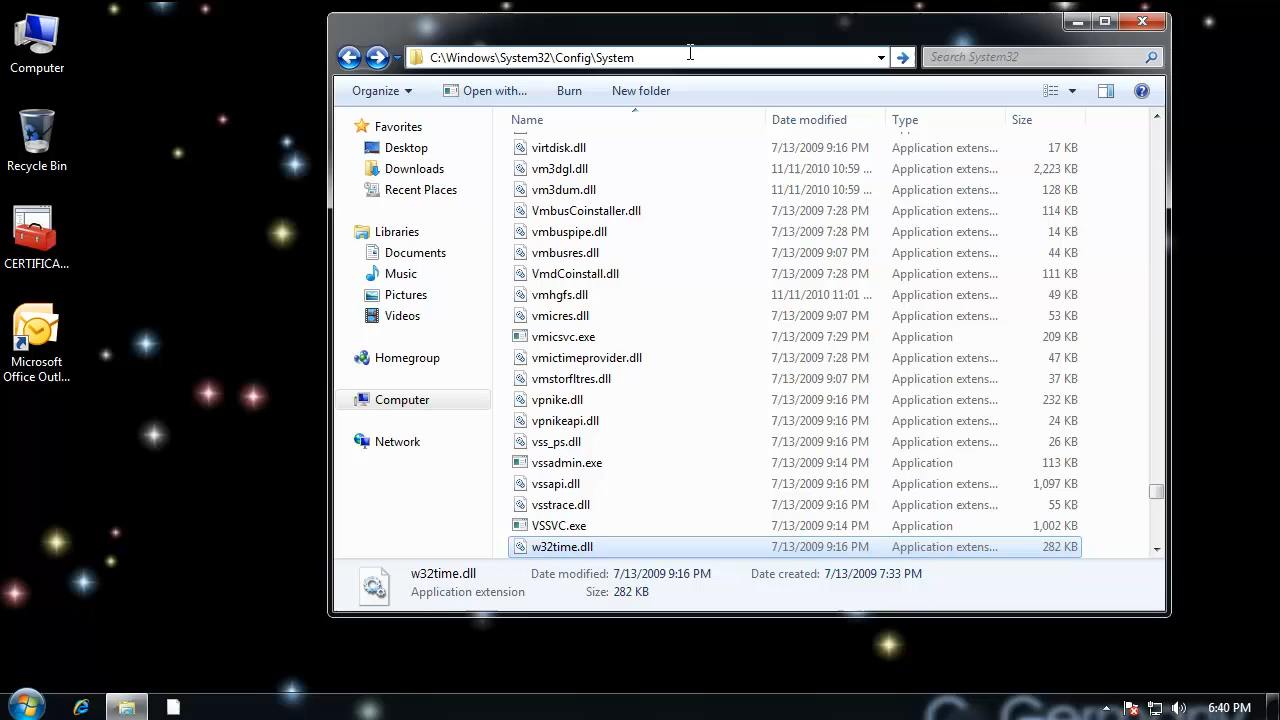 Computer
Recycle Bin
CERTIFICA...
Microsoft
Office Outl...
C:\Windows\System32\Config\System
Search System32
Organize
Open with...
Burn
New folder
Name
Date modified
Type
Size
Favorites
Desktop
Downloads
Recent Places
Libraries
Documents
Music
Pictures
Videos
Homegroup
Computer
Network
virtdisk.dll 7/13/2009 9:16 PM Application extens... 17 KB
vm3dgl.dll 11/11/2010 10:59 ... Application extens... 2,223 KB
vm3dum.dll 11/11/2010 10:59 ... Application extens... 128 KB
VmbusCoinstaller.dll 7/13/2009 7:28 PM Application extens... 114 KB
vmbuspipe.dll 7/13/2009 7:28 PM Application extens... 14 KB
vmbusres.dll 7/13/2009 9:07 PM Application extens... 44 KB
VmdCoinstall.dll 7/13/2009 7:28 PM Application extens... 111 KB
vmhgfs.dll 11/11/2010 11:01 ... Application extens... 49 KB
vmicres.dll 7/13/2009 9:07 PM Application extens... 53 KB
vmicsvc.exe 7/13/2009 7:29 PM Application 209 KB
vmictimeprovider.dll 7/13/2009 7:28 PM Application extens... 47 KB
vmstorfltres.dll 7/13/2009 9:07 PM Application extens... 37 KB
vpnike.dll 7/13/2009 9:16 PM Application extens... 232 KB
vpnikeapi.dll 7/13/2009 9:16 PM Application extens... 24 KB
vss_ps.dll 7/13/2009 9:16 PM Application extens... 26 KB
vssadmin.exe 7/13/2009 9:14 PM Application 113 KB
vssapi.dll 7/13/2009 9:16 PM Application extens... 1,097 KB
vsstrace.dll 7/13/2009 9:16 PM Application extens... 55 KB
VSSVC.exe 7/13/2009 9:14 PM Application 1,002 KB
w32time.dll 7/13/2009 9:16 PM Application extens... 282 KB
w32time.dll Date modified: 7/13/2009 9:16 PM Date created: 7/13/2009 7:33 PM
Application extension Size: 282 KB
6:40 PM